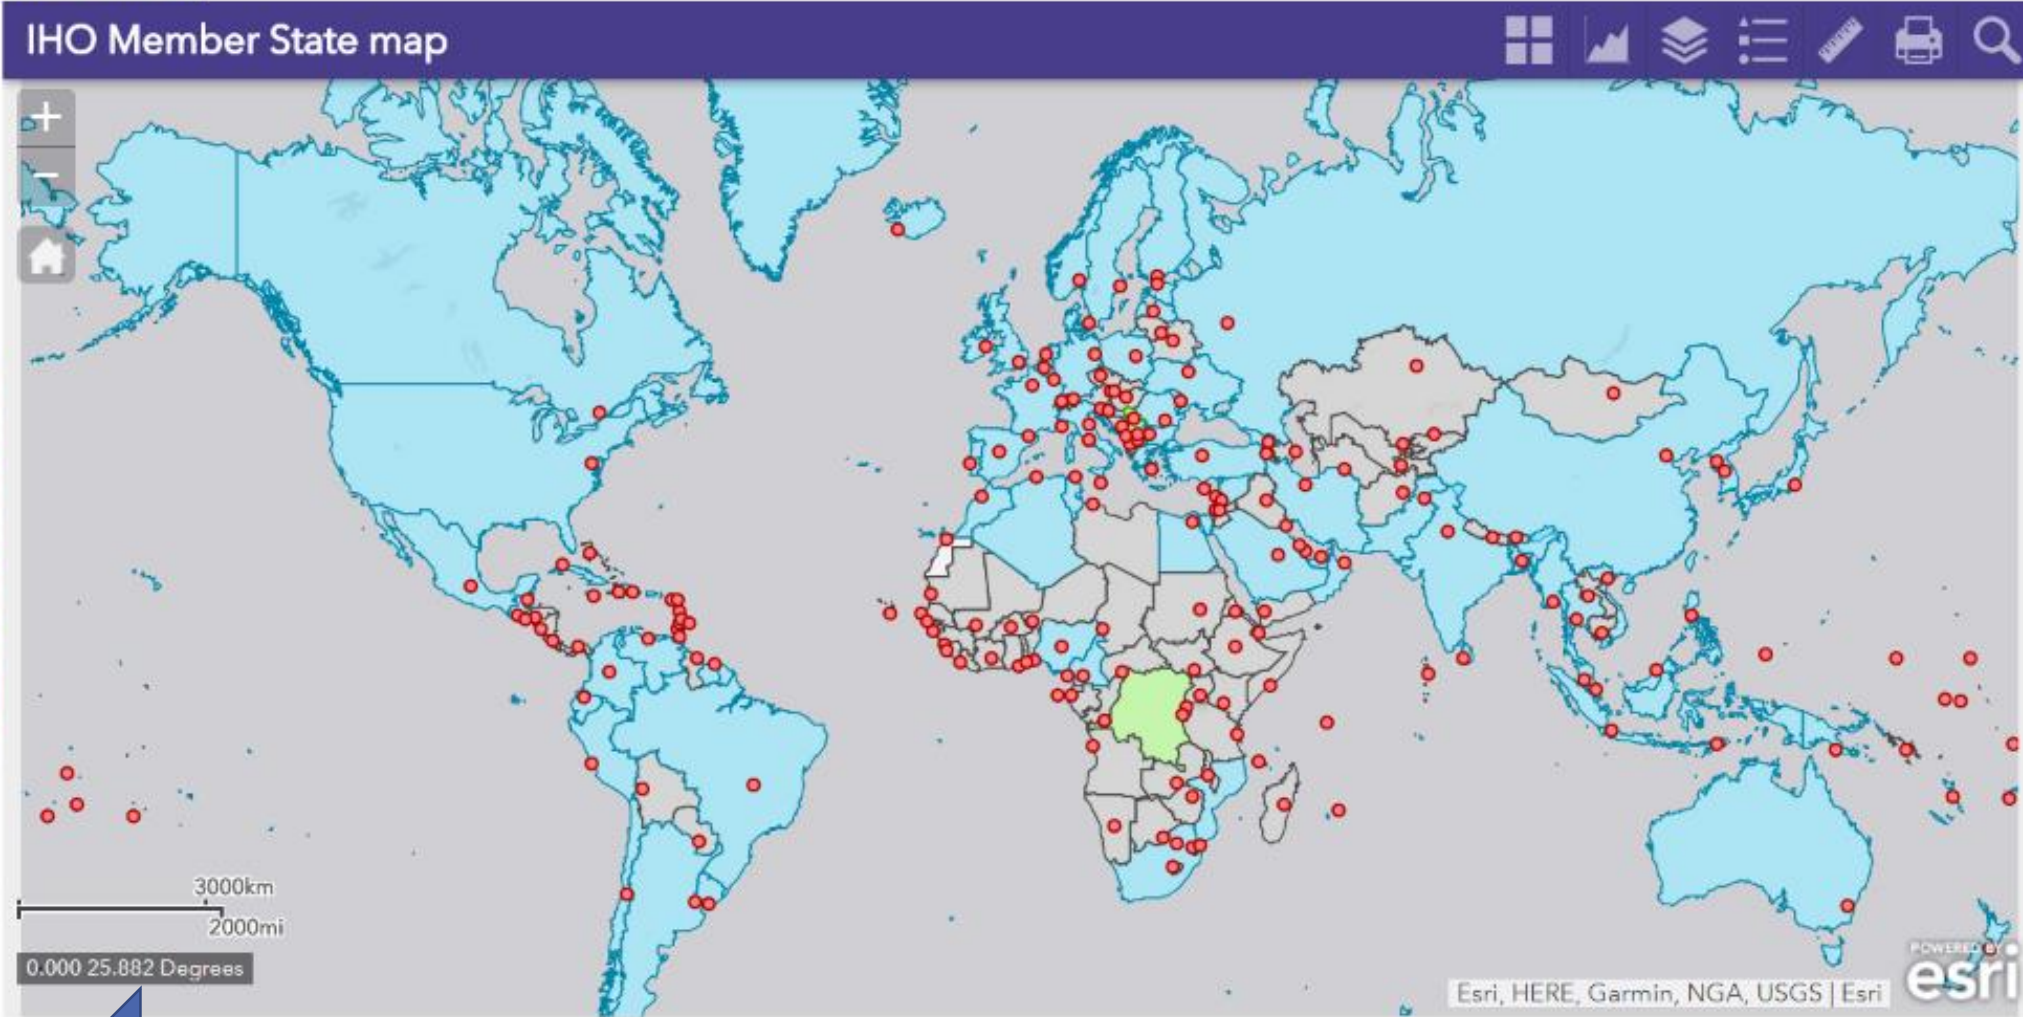 IHO Member State map
+
−
3000km
2000mi
0.000 25.882 Degrees
POWERED BY
esri
Esri, HERE, Garmin, NGA, USGS | Esri